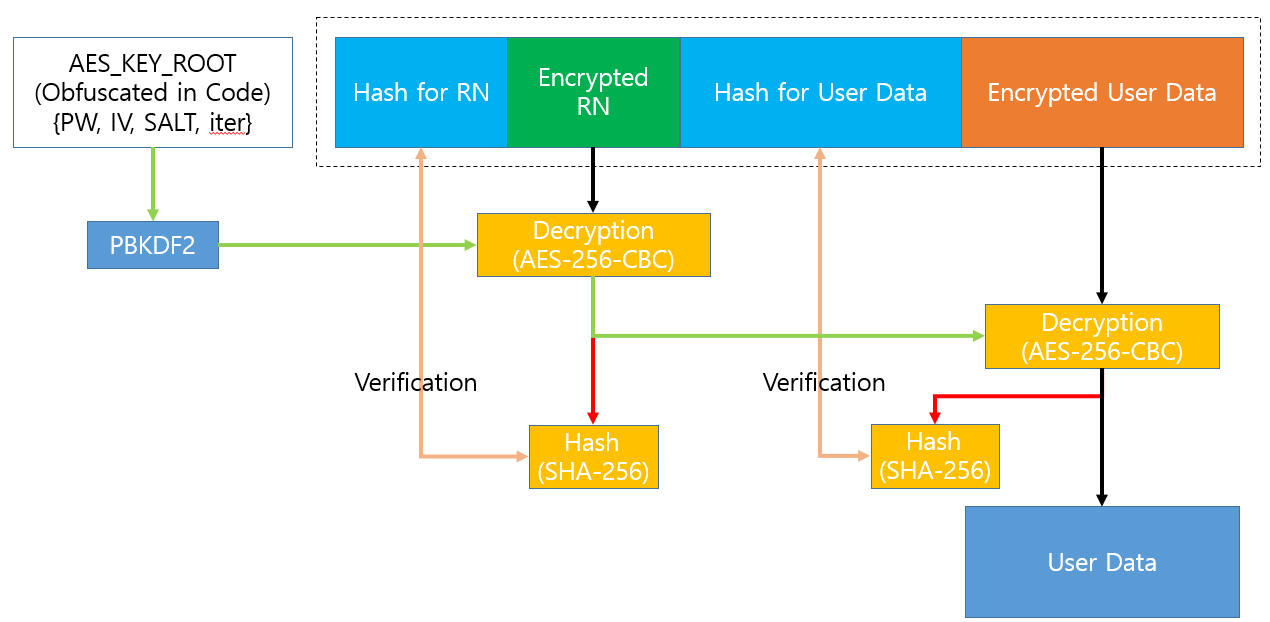 AES_KEY_ROOT
(Obfuscated in Code)
{PW, IV, SALT, iter}
Hash for RN
Encrypted
RN
Hash for User Data
Encrypted User Data
PBKDF2
Decryption
(AES-256-CBC)
Decryption
(AES-256-CBC)
Verification
Verification
Hash
(SHA-256)
Hash
(SHA-256)
User Data